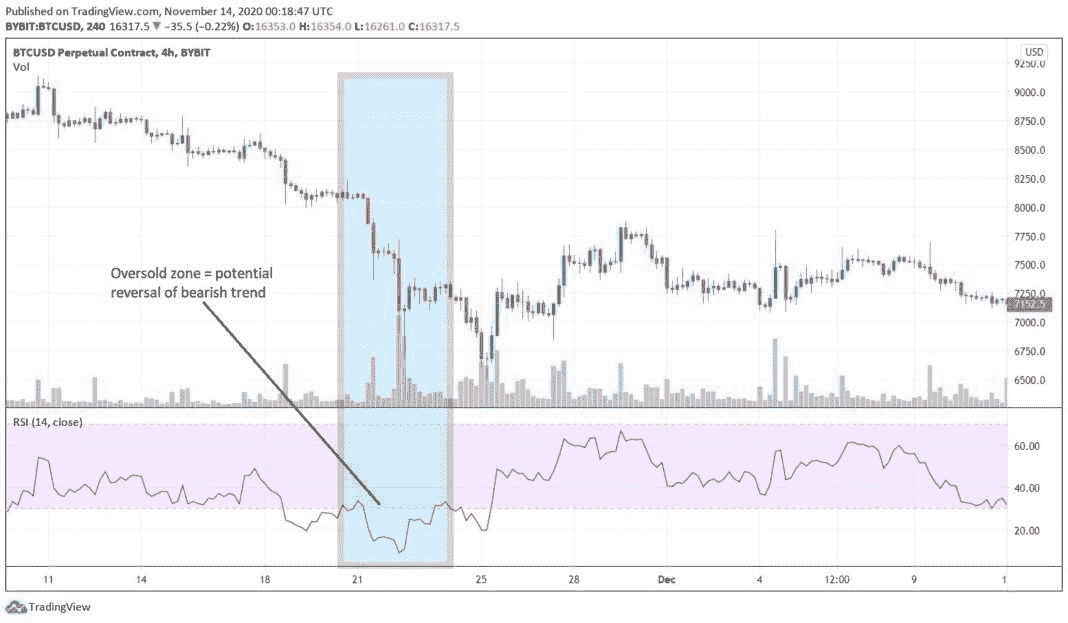 Published on TradingView.com, November 14, 2020 00:18:47 UTC
BYBIT:BTCUSD, 240 16317.5 ▼ −35.5 (−0.22%) O:16353.0 H:16354.0 L:16261.0 C:16317.5
BTCUSD Perpetual Contract, 4h, BYBIT
USD
Vol
9250.0
9000.0
8750.0
8500.0
8250.0
8000.0
7750.0
Oversold zone = potential
reversal of bearish trend
7500.0
7250.0
7000.0
6750.0
6500.0
RSI (14, close)
60.00
40.00
20.00
11 14 18 21 25 28 Dec 4 12:00 9 1
TradingView